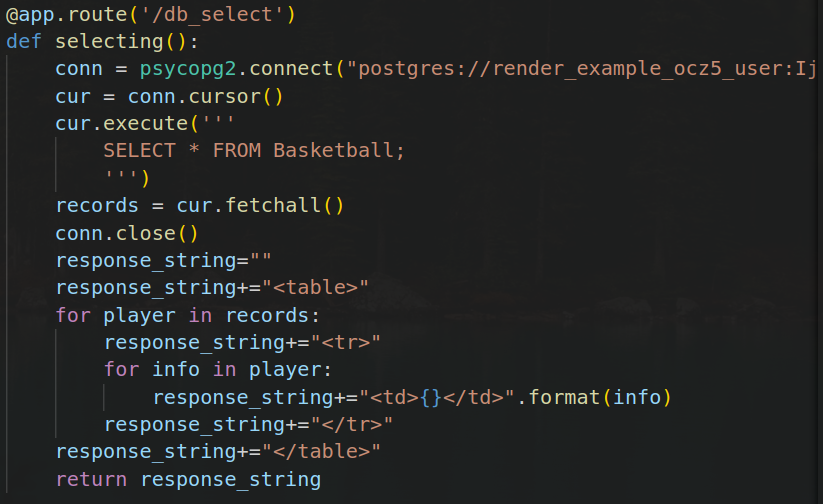 @app.route('/db_select')
def selecting():
    conn = psycopg2.connect("postgres://render_example_ocz5_user:Ij
    cur = conn.cursor()
    cur.execute('''
        SELECT * FROM Basketball;
        ''')
    records = cur.fetchall()
    conn.close()
    response_string=""
    response_string+="<table>"
    for player in records:
        response_string+="<tr>"
        for info in player:
            response_string+="<td>{}</td>".format(info)
        response_string+="</tr>"
    response_string+="</table>"
    return response_string